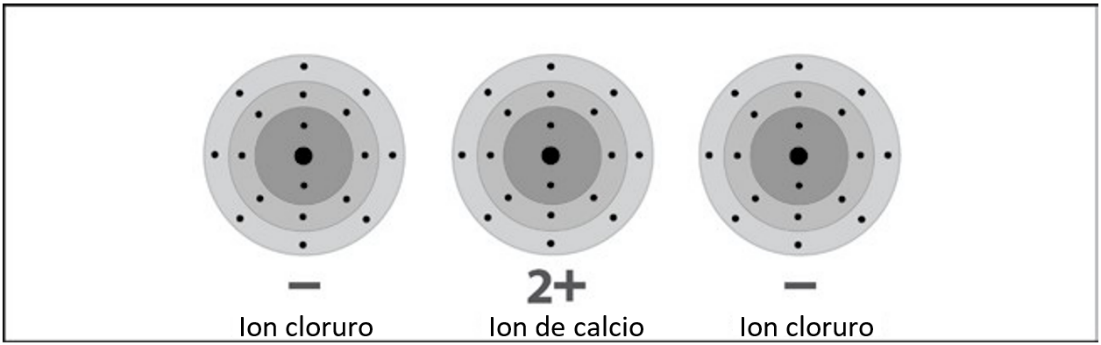 − 2+ −
Ion cloruro Ion de calcio Ion cloruro